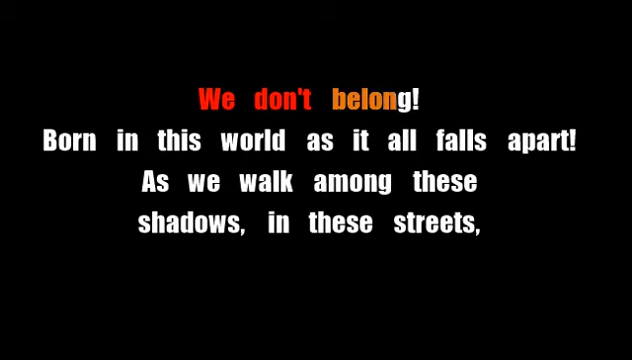 We don't belong!
Born in this world as it all falls apart!
As we walk among these
shadows, in these streets,